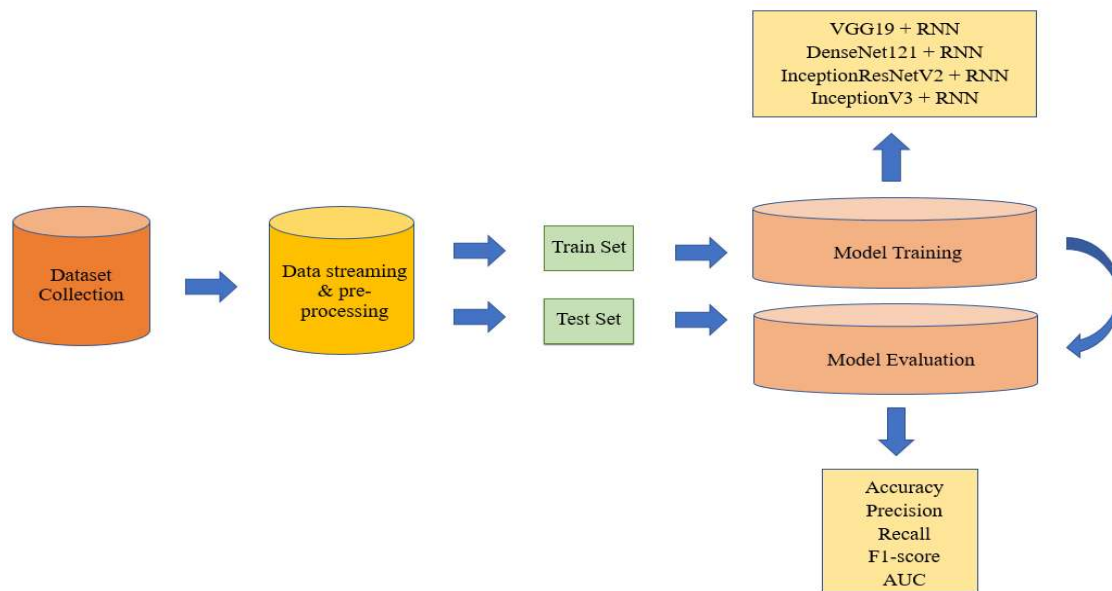 VGG19 + RNN
DenseNet121 + RNN
InceptionResNetV2 + RNN
InceptionV3 + RNN
Dataset
Collection
Data streaming
& pre-
processing
Train Set
Test Set
Model Training
Model Evaluation
Accuracy
Precision
Recall
F1-score
AUC